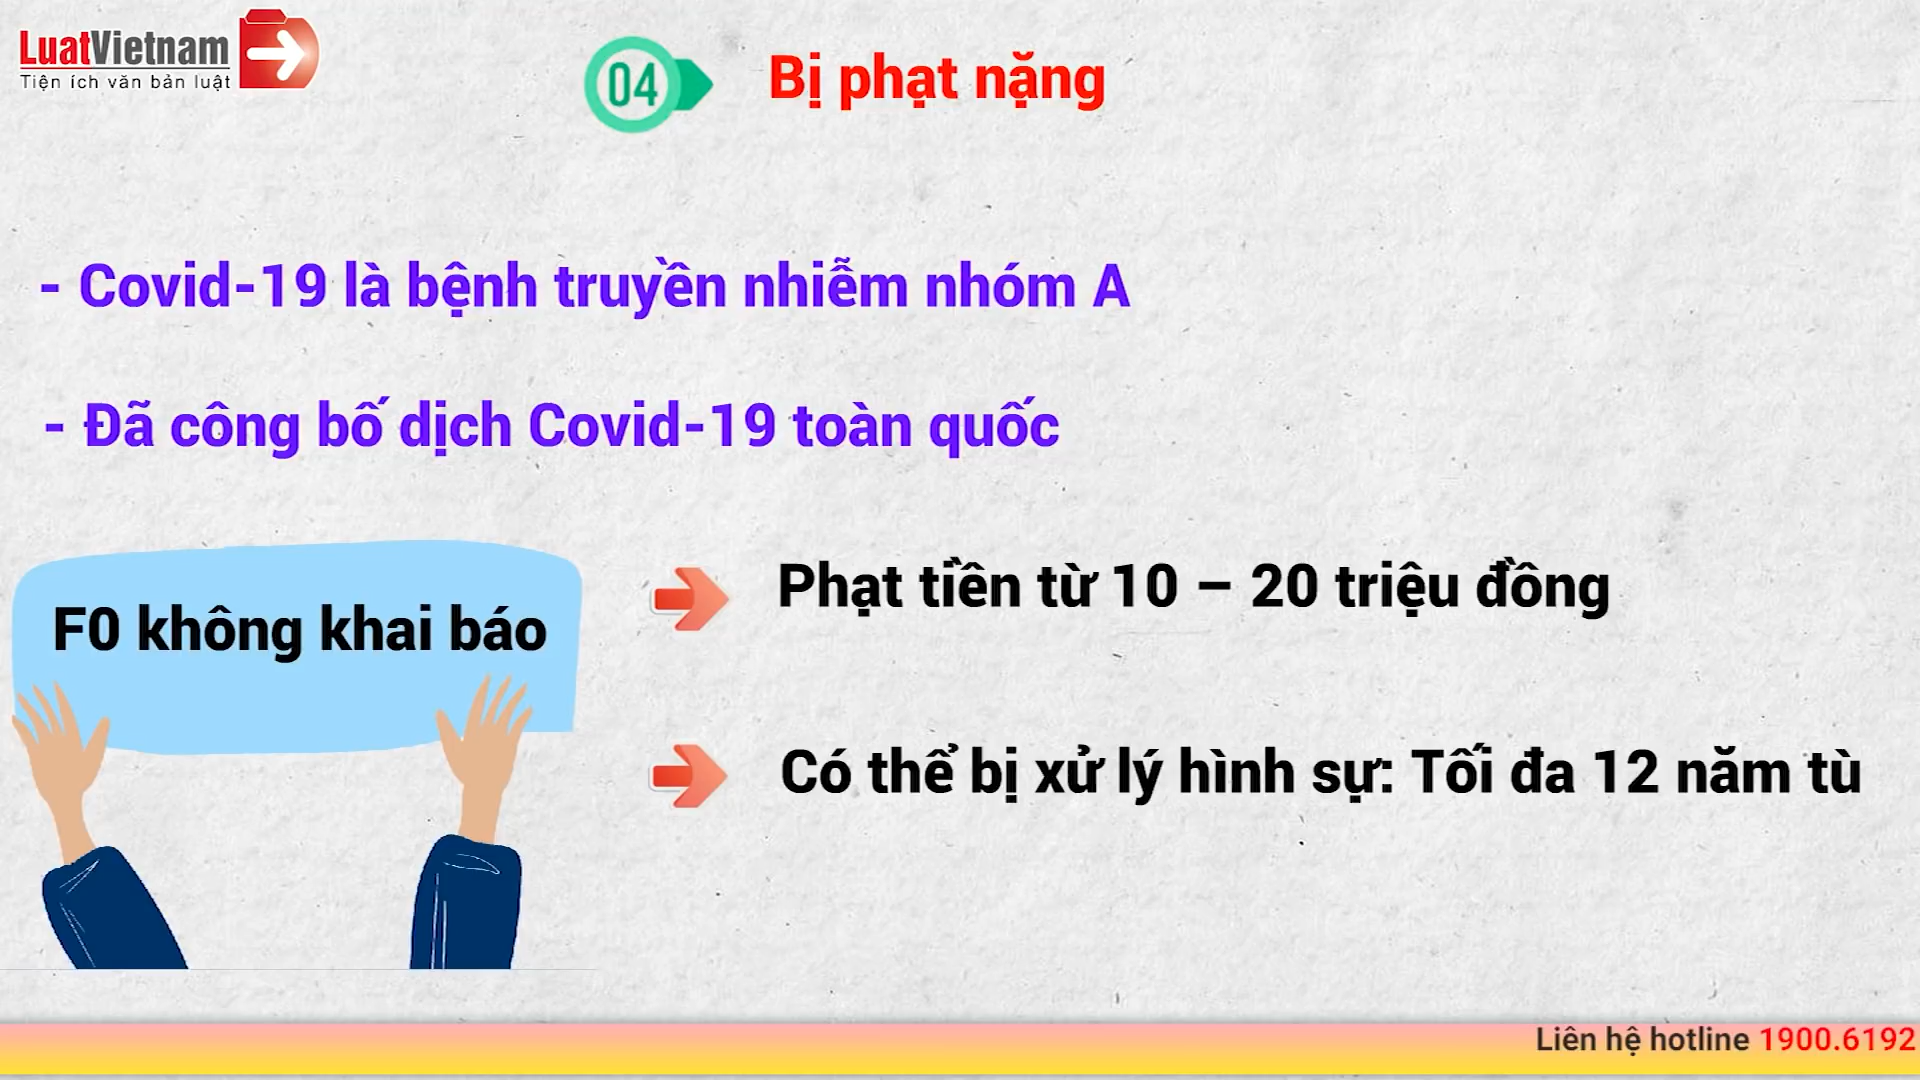 LuatVietnam
Tiện ích văn bản luật
04
Bị phạt nặng
- Covid-19 là bệnh truyền nhiễm nhóm A
- Đã công bố dịch Covid-19 toàn quốc
F0 không khai báo
Phạt tiền từ 10 – 20 triệu đồng
Có thể bị xử lý hình sự: Tối đa 12 năm tù
Liên hệ hotline 1900.6192